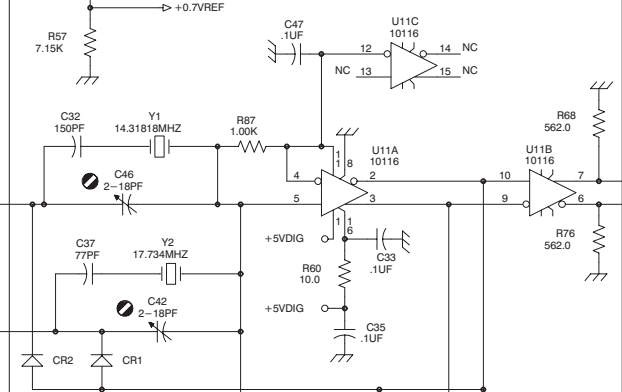 +0.7VREF
R57
7.15K
C47
.1UF
U11C
10116
12
14
NC
NC
13
15
NC
C32
150PF
Y1
14.31818MHZ
R87
1.00K
R68
562.0
1
1
8
U11A
10116
U11B
10116
4
2
10
7
C46
2–18PF
5
3
9
6
+5VDIG
1
1
6
C33
.1UF
R76
562.0
C37
77PF
Y2
17.734MHZ
R60
10.0
C42
2–18PF
+5VDIG
C35
.1UF
CR2
CR1